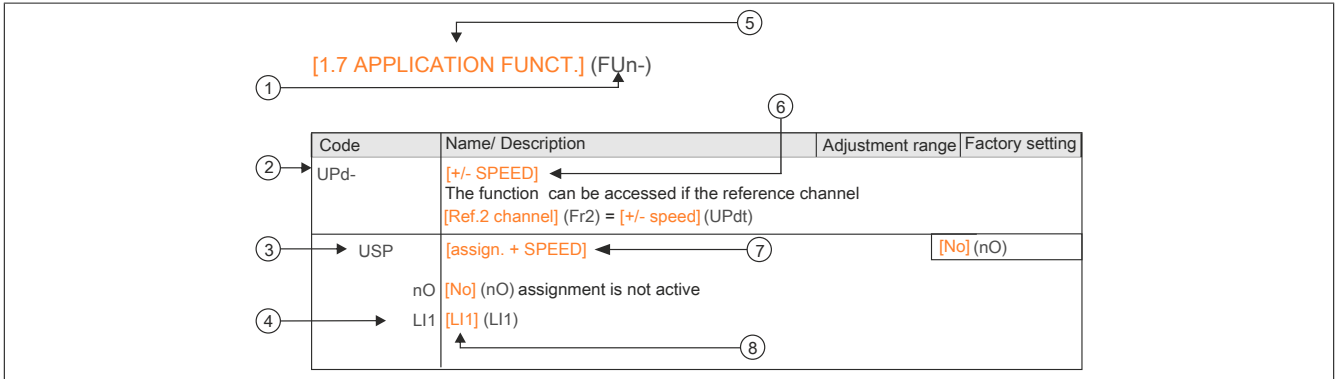 5
[1.7 APPLICATION FUNCT.] (FUn-)
1
6
Code Name/ Description Adjustment range Factory setting
2 UPd- [+/- SPEED]
The function can be accessed if the reference channel
[Ref.2 channel] (Fr2) = [+/- speed] (UPdt)
3 USP [assign. + SPEED] 7 [No] (nO)
nO [No] (nO) assignment is not active
4 LI1 [LI1] (LI1)
8